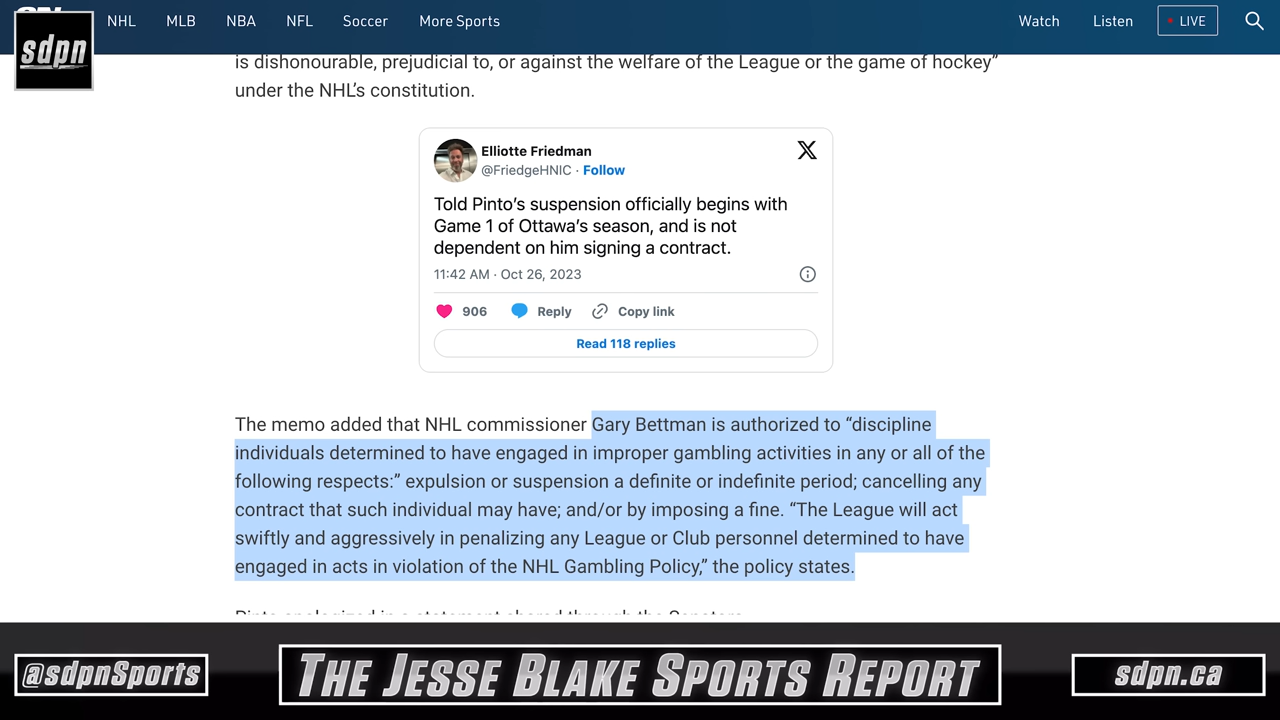 NHL MLB NBA NFL Soccer More Sports Watch Listen LIVE
sdpn
is dishonourable, prejudicial to, or against the welfare of the League or the game of hockey”
under the NHL’s constitution.
Elliotte Friedman
@FriedgeHNIC · Follow
Told Pinto’s suspension officially begins with
Game 1 of Ottawa’s season, and is not
dependent on him signing a contract.
11:42 AM · Oct 26, 2023
906 Reply Copy link
Read 118 replies
The memo added that NHL commissioner Gary Bettman is authorized to “discipline
individuals determined to have engaged in improper gambling activities in any or all of the
following respects:” expulsion or suspension a definite or indefinite period; cancelling any
contract that such individual may have; and/or by imposing a fine. “The League will act
swiftly and aggressively in penalizing any League or Club personnel determined to have
engaged in acts in violation of the NHL Gambling Policy,” the policy states.
Pinto apologized in a statement shared through the Senators
@sdpnSports THE JESSE BLAKE SPORTS REPORT sdpn.ca